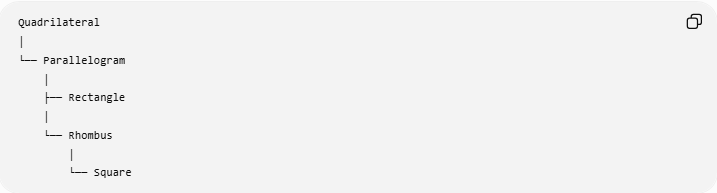 Quadrilateral
│
└── Parallelogram
    │
    ├── Rectangle
    │
    └── Rhombus
        │
        └── Square